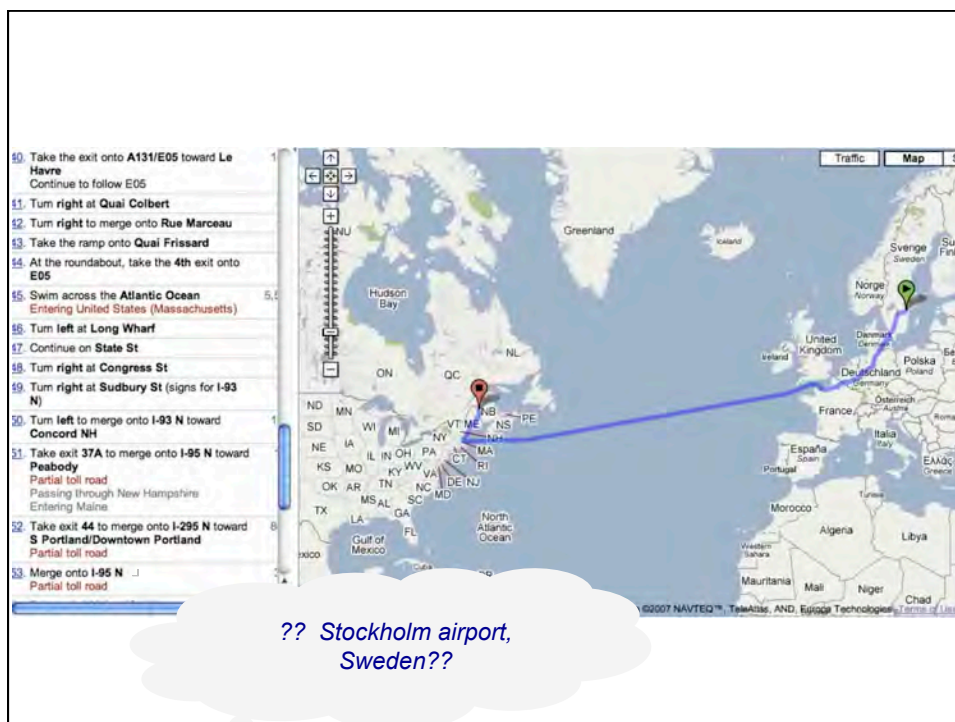 40. Take the exit onto A131/E05 toward Le
Havre
Continue to follow E05
41. Turn right at Quai Colbert
42. Turn right to merge onto Rue Marceau
43. Take the ramp onto Quai Frissard
44. At the roundabout, take the 4th exit onto
E05
45. Swim across the Atlantic Ocean
Entering United States (Massachusetts)
46. Turn left at Long Wharf
47. Continue on State St
48. Turn right at Congress St
49. Turn right at Sudbury St (signs for I-93
N)
50. Turn left to merge onto I-93 N toward
Concord NH
51. Take exit 37A to merge onto I-95 N toward
Peabody
Partial toll road
Passing through New Hampshire
Entering Maine
52. Take exit 44 to merge onto I-295 N toward
S Portland/Downtown Portland
Partial toll road
53. Merge onto I-95 N
Partial toll road
Traffic Map
Greenland
Iceland
NU
Sverige
Sweden
Norge
Norway
Hudson
Bay
United
Kingdom
Ireland
Danmark
Polska
Poland
Deutschland
Germany
NL
ON
QC
Österreich
Austria
France
Italia
Italy
España
Spain
Portugal
Ελλάς
Greece
ND MN
SD WI MI
VT ME NB PE
NS
NY NH
MA
NE IA IL IN OH PA CT RI
KS MO KY WV VA DE NJ
OK AR TN NC MD
MS AL SC
TX LA GA
FL
Gulf of
Mexico
Cuba
North
Atlantic
Ocean
Morocco
Tunisia
Algeria
Libya
Western
Sahara
Mauritania
Mali
Niger
Chad
©2007 NAVTEQ™, TeleAtlas, AND, Europa Technologies Terms of Use
?? Stockholm airport,
Sweden??